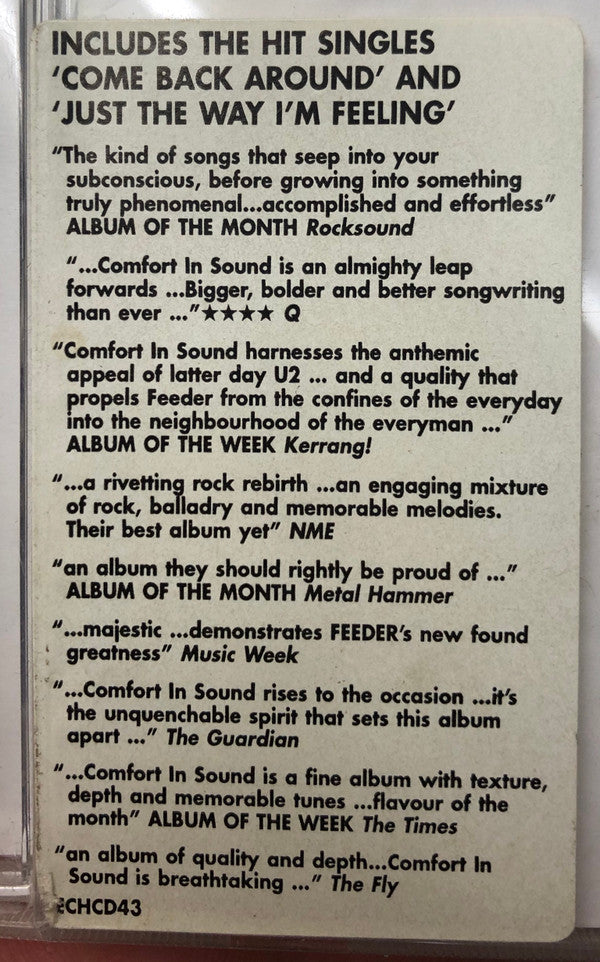 INCLUDES THE HIT SINGLES
‘COME BACK AROUND’ AND
‘JUST THE WAY I’M FEELING’
“The kind of songs that seep into your
subconscious, before growing into something
truly phenomenal...accomplished and effortless”
ALBUM OF THE MONTH Rocksound
“...Comfort In Sound is an almighty leap
forwards ...Bigger, bolder and better songwriting
than ever ...”★★★★ Q
“Comfort In Sound harnesses the anthemic
appeal of latter day U2 ... and a quality that
propels Feeder from the confines of the everyday
into the neighbourhood of the everyman ...”
ALBUM OF THE WEEK Kerrang!
“...a rivetting rock rebirth ...an engaging mixture
of rock, balladry and memorable melodies.
Their best album yet” NME
“an album they should rightly be proud of ...”
ALBUM OF THE MONTH Metal Hammer
“...majestic ...demonstrates FEEDER’s new found
greatness” Music Week
“...Comfort In Sound rises to the occasion ...it’s
the unquenchable spirit that sets this album
apart ...” The Guardian
“...Comfort In Sound is a fine album with texture,
depth and memorable tunes ...flavour of the
month” ALBUM OF THE WEEK The Times
“an album of quality and depth...Comfort In
Sound is breathtaking ...” The Fly
ECHCD43